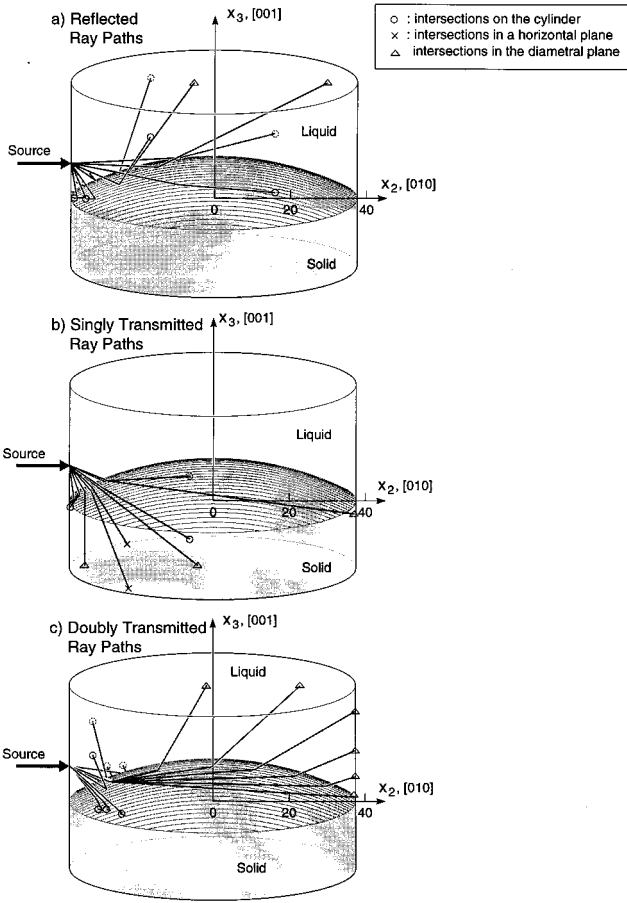 ○ : intersections on the cylinder
× : intersections in a horizontal plane
△ intersections in the diametral plane
a) Reflected
Ray Paths
X3, [001]
Liquid
Source
X2, [010]
0 20 40
Solid
b) Singly Transmitted
Ray Paths
X3, [001]
Liquid
Source
X2, [010]
0 20 40
Solid
c) Doubly Transmitted
Ray Paths
X3, [001]
Liquid
Source
X2, [010]
0 20 40
Solid